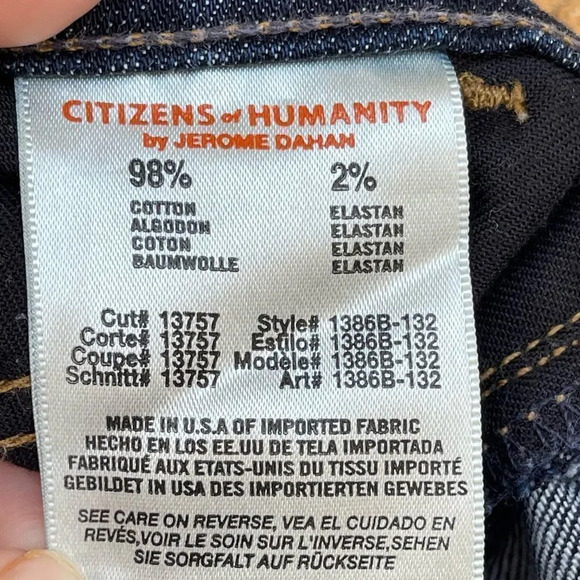 CITIZENS of HUMANITY
by JEROME DAHAN
98% 2%
COTTON ELASTAN
ALGODON ELASTAN
COTON ELASTAN
BAUMWOLLE ELASTAN
Cut# 13757 Style# 1386B-132
Corte# 13757 Estilo# 1386B-132
Coupe# 13757 Modèle# 1386B-132
Schnitt# 13757 Art# 1386B-132
MADE IN U.S.A OF IMPORTED FABRIC
HECHO EN LOS EE.UU DE TELA IMPORTADA
FABRIQUÉ AUX ETATS-UNIS DU TISSU IMPORTÉ
GEBILDET IN USA DES IMPORTIERTEN GEWEBES
SEE CARE ON REVERSE, VEA EL CUIDADO EN
REVÉS,VOIR LE SOIN SUR L'INVERSE,SEHEN
SIE SORGFALT AUF RÜCKSEITE